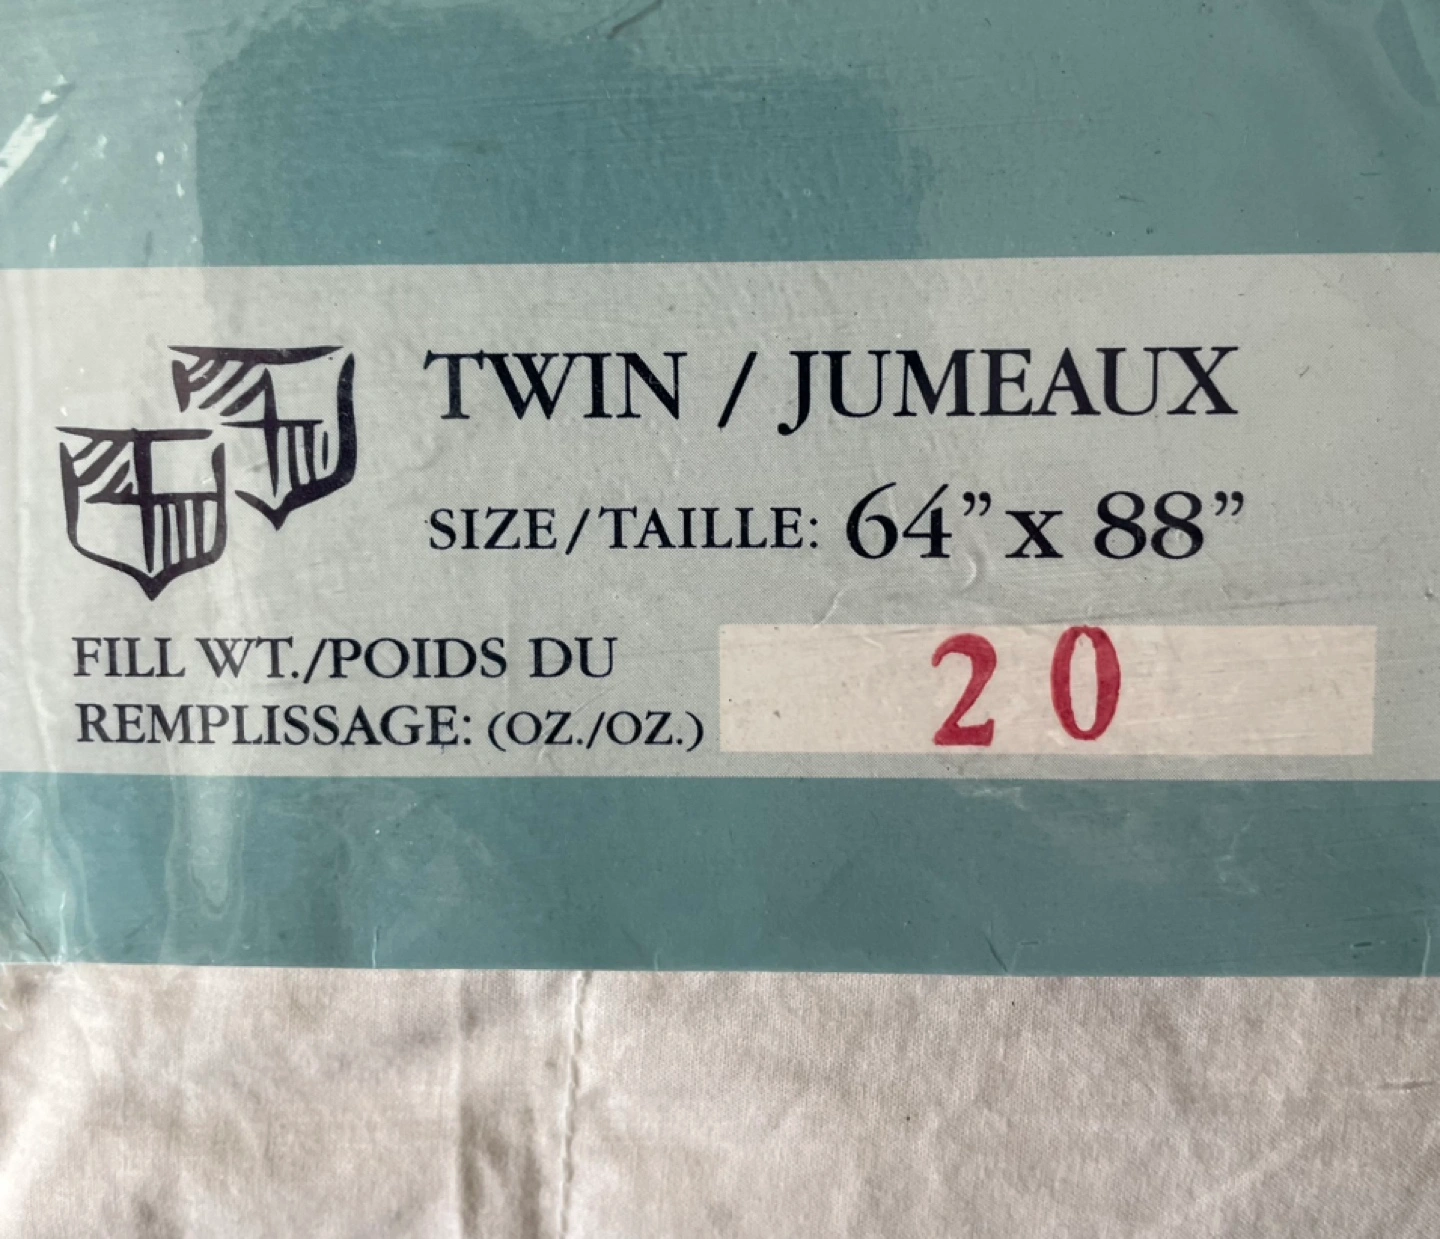 TWIN / JUMEAUX
SIZE/TAILLE: 64” x 88”
FILL WT./POIDS DU
REMPLISSAGE: (OZ./OZ.) 20